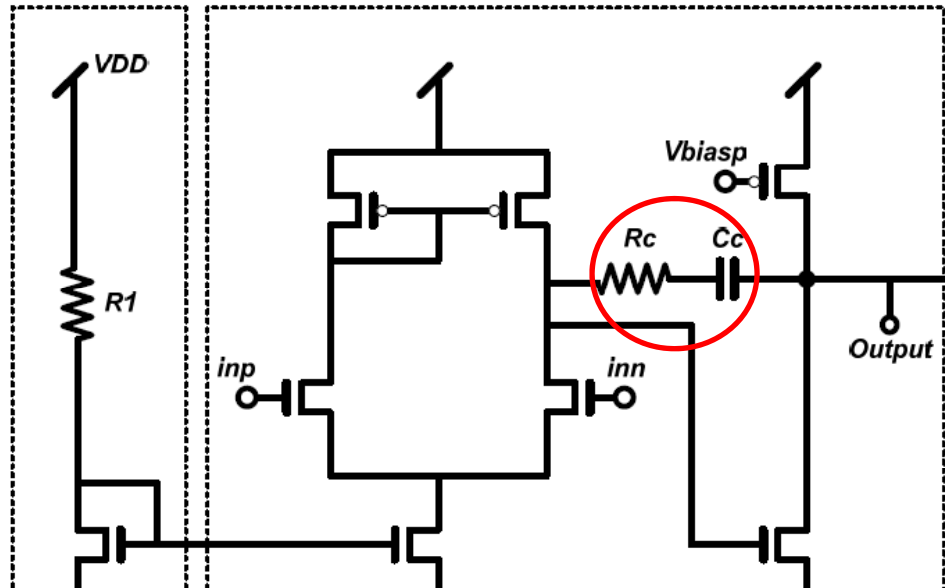 VDD
Vbiasp
Rc
Cc
R1
Output
inp
inn